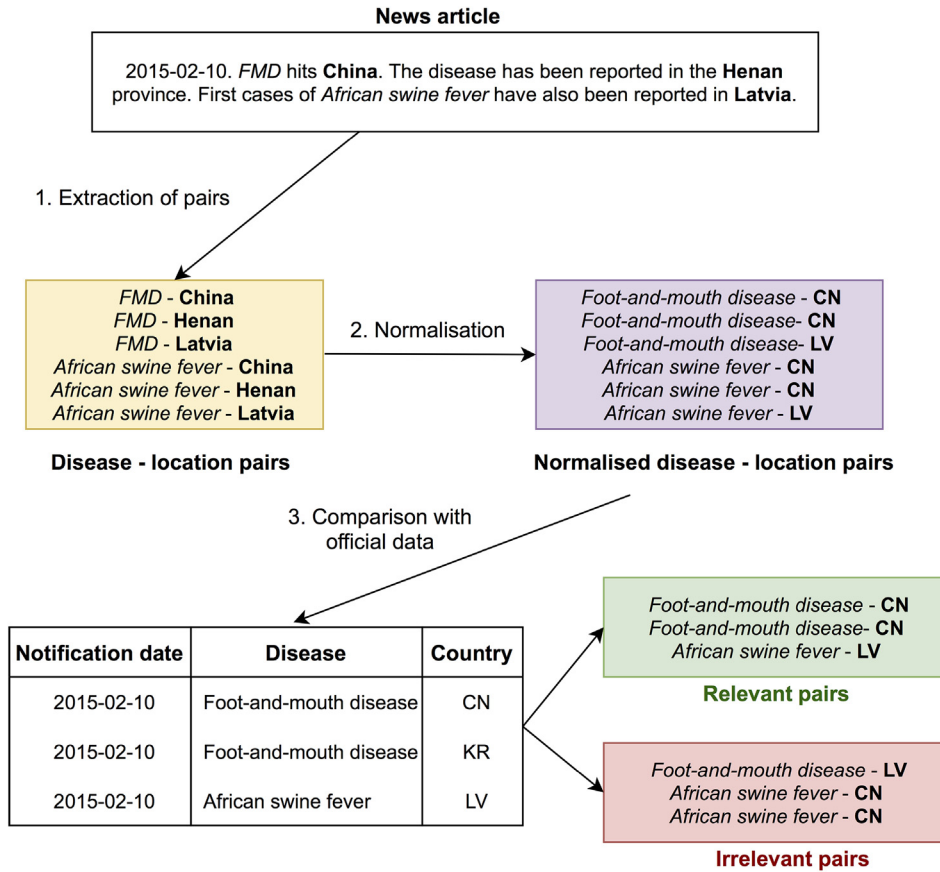 News article
2015-02-10. FMD hits China. The disease has been reported in the Henan
province. First cases of African swine fever have also been reported in Latvia.
1. Extraction of pairs
FMD - China
FMD - Henan
FMD - Latvia
African swine fever - China
African swine fever - Henan
African swine fever - Latvia
Disease - location pairs
2. Normalisation
Foot-and-mouth disease - CN
Foot-and-mouth disease- CN
Foot-and-mouth disease- LV
African swine fever - CN
African swine fever - CN
African swine fever - LV
Normalised disease - location pairs
3. Comparison with
official data
Notification date Disease Country
2015-02-10 Foot-and-mouth disease CN
2015-02-10 Foot-and-mouth disease KR
2015-02-10 African swine fever LV
Foot-and-mouth disease - CN
Foot-and-mouth disease- CN
African swine fever - LV
Relevant pairs
Foot-and-mouth disease - LV
African swine fever - CN
African swine fever - CN
Irrelevant pairs